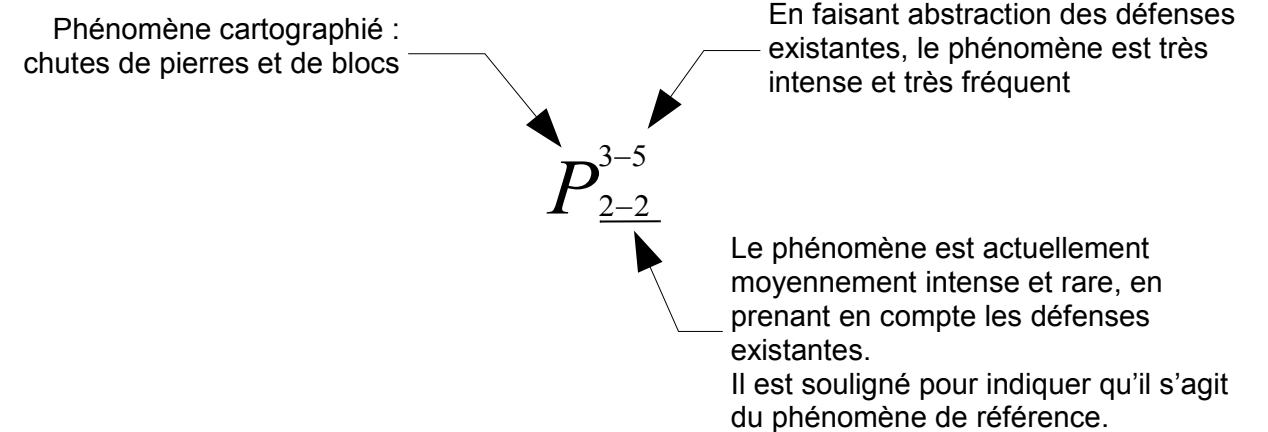 Phénomène cartographié :
chutes de pierres et de blocs
En faisant abstraction des défenses
existantes, le phénomène est très
intense et très fréquent
P 3–5
2–2
Le phénomène est actuellement
moyennement intense et rare, en
prenant en compte les défenses
existantes.
Il est souligné pour indiquer qu’il s’agit
du phénomène de référence.